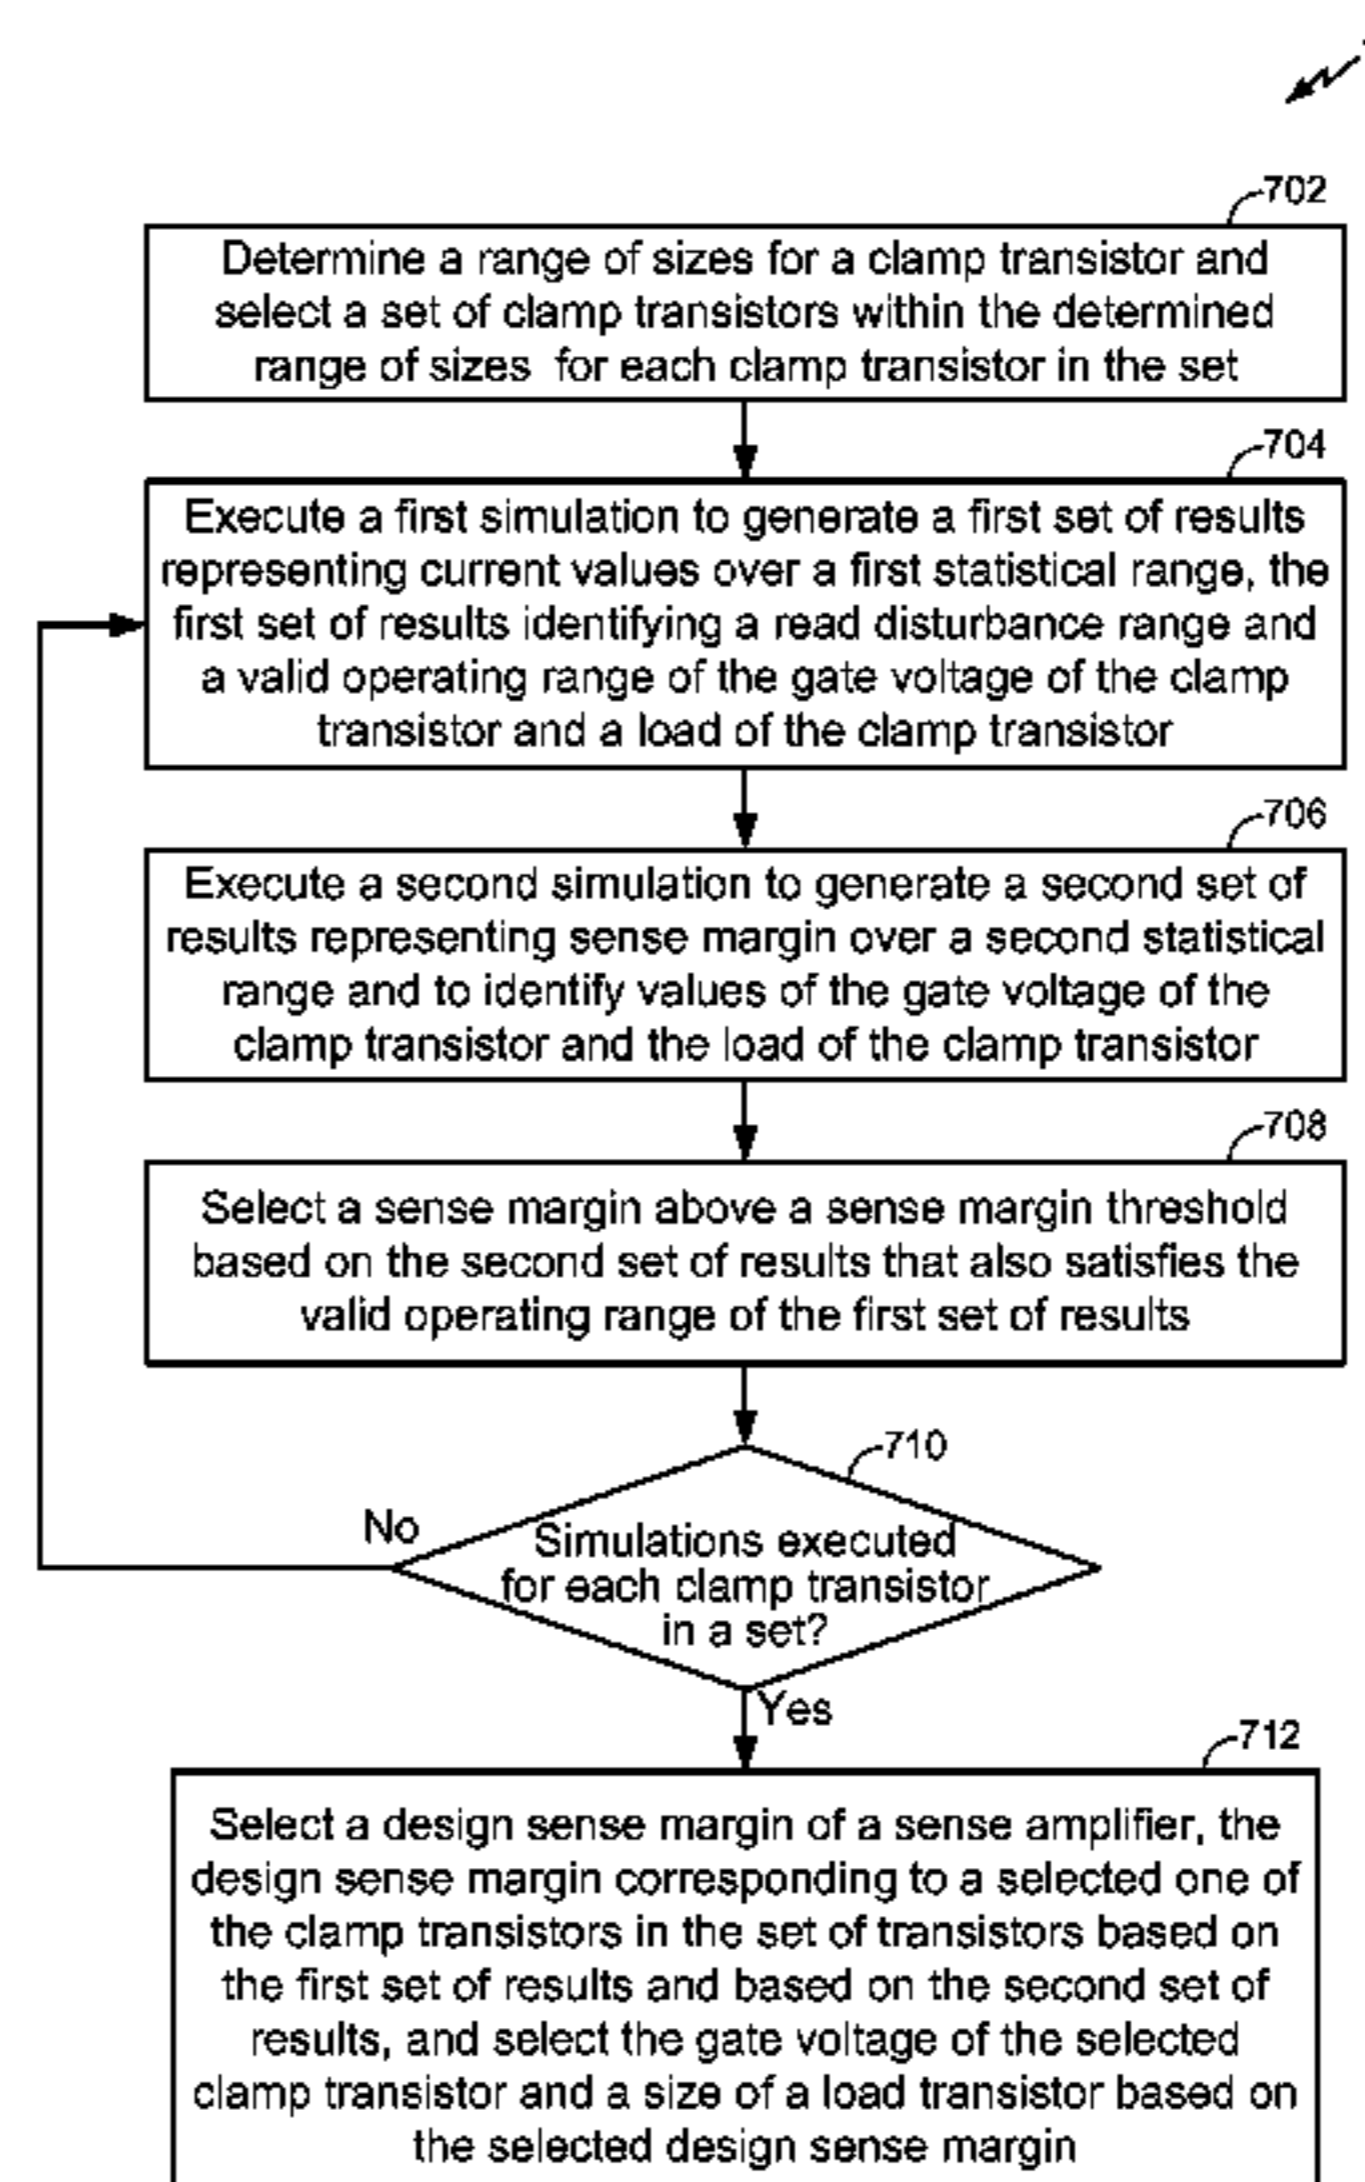 702
Determine a range of sizes for a clamp transistor and
select a set of clamp transistors within the determined
range of sizes for each clamp transistor in the set
704
Execute a first simulation to generate a first set of results
representing current values over a first statistical range, the
first set of results identifying a read disturbance range and
a valid operating range of the gate voltage of the clamp
transistor and a load of the clamp transistor
706
Execute a second simulation to generate a second set of
results representing sense margin over a second statistical
range and to identify values of the gate voltage of the
clamp transistor and the load of the clamp transistor
708
Select a sense margin above a sense margin threshold
based on the second set of results that also satisfies the
valid operating range of the first set of results
710
No
Simulations executed
for each clamp transistor
in a set?
Yes
712
Select a design sense margin of a sense amplifier, the
design sense margin corresponding to a selected one of
the clamp transistors in the set of transistors based on
the first set of results and based on the second set of
results, and select the gate voltage of the selected
clamp transistor and a size of a load transistor based on
the selected design sense margin